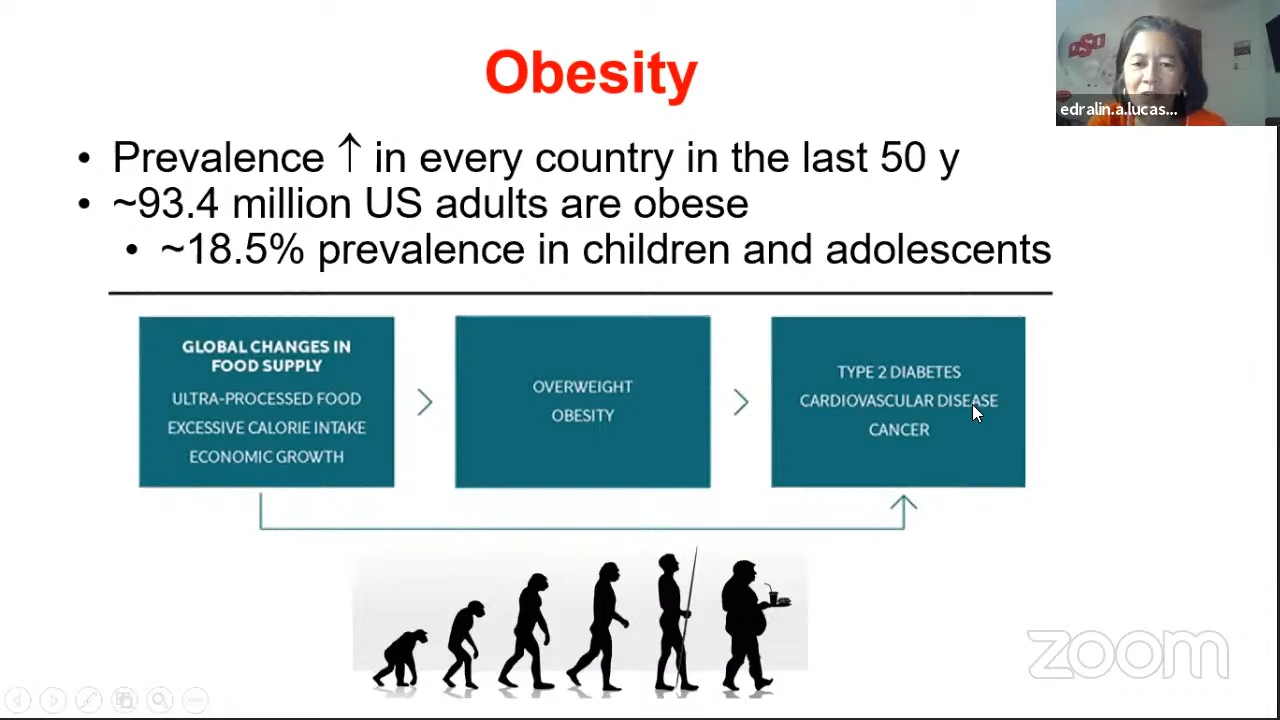 Obesity
OSU
edralin.a.lucas...
• Prevalence ↑ in every country in the last 50 y
• ~93.4 million US adults are obese
• ~18.5% prevalence in children and adolescents
GLOBAL CHANGES IN
FOOD SUPPLY
ULTRA-PROCESSED FOOD
EXCESSIVE CALORIE INTAKE
ECONOMIC GROWTH
OVERWEIGHT
OBESITY
TYPE 2 DIABETES
CARDIOVASCULAR DISEASE
CANCER
zoom